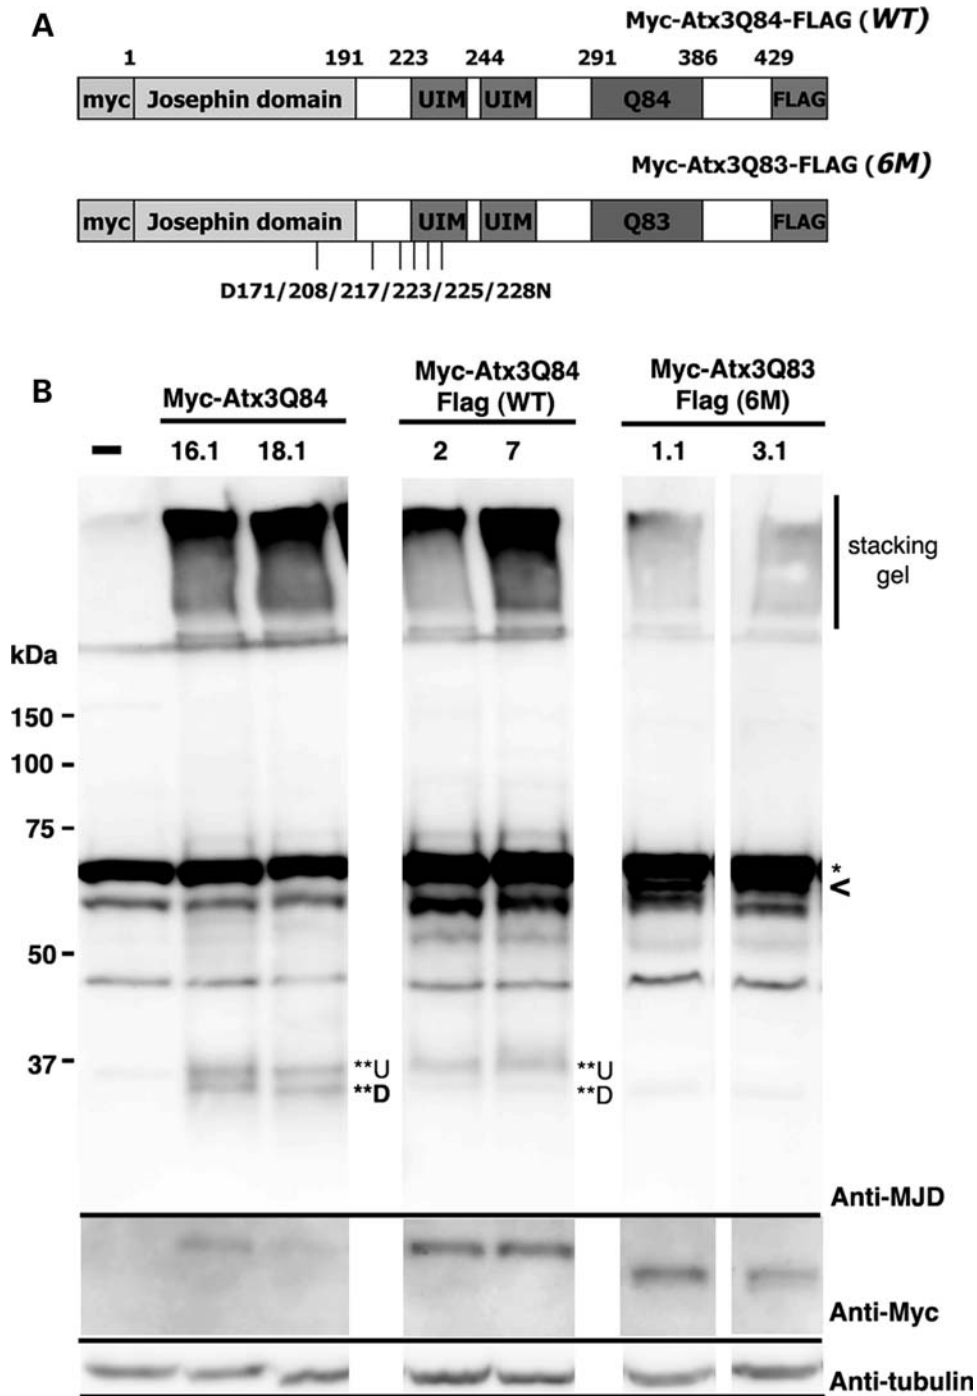 A
Myc-Atx3Q84-FLAG (WT)
1 191 223 244 291 386 429
myc Josephin domain UIM UIM Q84 FLAG
Myc-Atx3Q83-FLAG (6M)
myc Josephin domain UIM UIM Q83 FLAG
D171/208/217/223/225/228N
B
Myc-Atx3Q84 Myc-Atx3Q84 Flag (WT) Myc-Atx3Q83 Flag (6M)
– 16.1 18.1 2 7 1.1 3.1
stacking
gel
kDa
150
100
75
*
<
50
37
**U **U
**D **D
Anti-MJD
Anti-Myc
Anti-tubulin